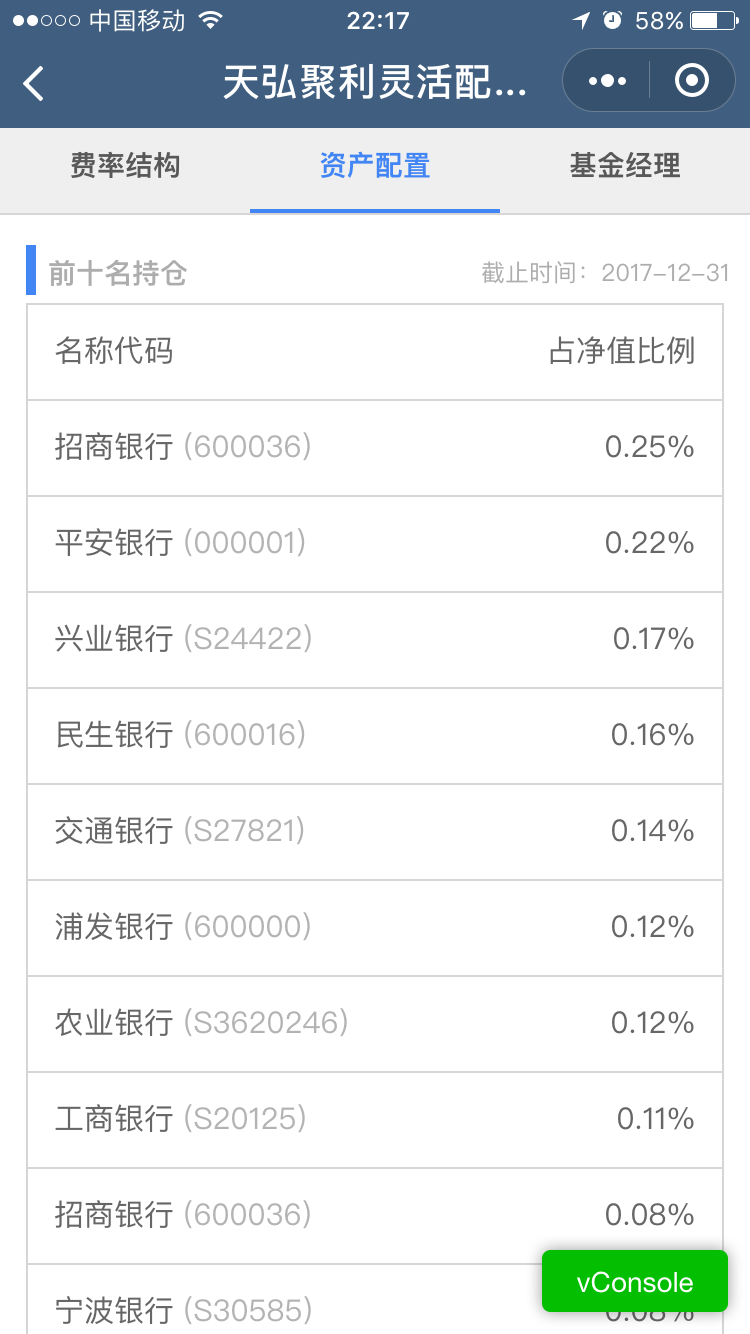 中国移动 22:17 58%
天弘聚利灵活配...
费率结构 资产配置 基金经理
前十名持仓 截止时间：2017-12-31
名称代码 占净值比例
招商银行 (600036) 0.25%
平安银行 (000001) 0.22%
兴业银行 (S24422) 0.17%
民生银行 (600016) 0.16%
交通银行 (S27821) 0.14%
浦发银行 (600000) 0.12%
农业银行 (S3620246) 0.12%
工商银行 (S20125) 0.11%
招商银行 (600036) 0.08%
宁波银行 (S30585) 0.08%
vConsole